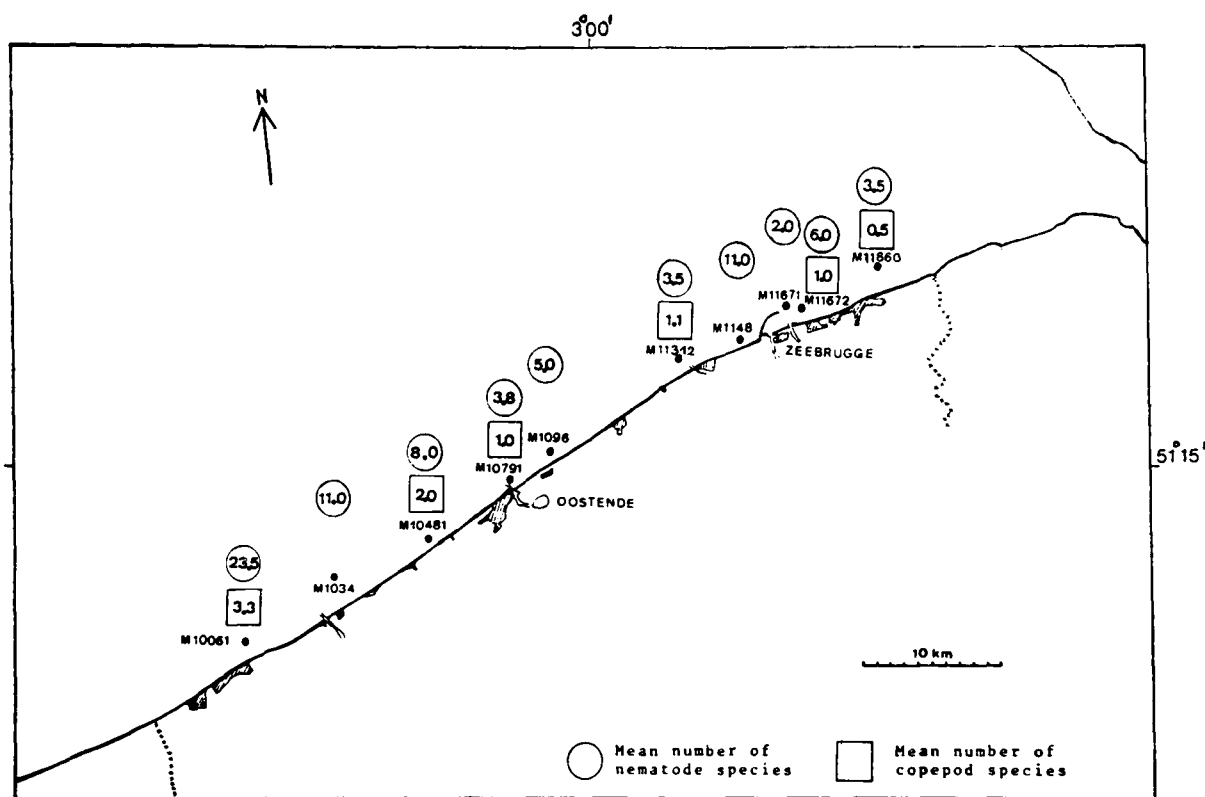 3°00'
N
3,5
0,5
M11860
2,0
6,0
1,0
M11671
M11672
11,0
M1148
ZEEBRUGGE
3,5
1,1
M11312
5,0
M1096
3,8
1,0
M10791
OOSTENDE
51°15'
8,0
2,0
M10481
11,0
M1034
23,5
3,3
M10061
10 km
Mean number of
nematode species
Mean number of
copepod species